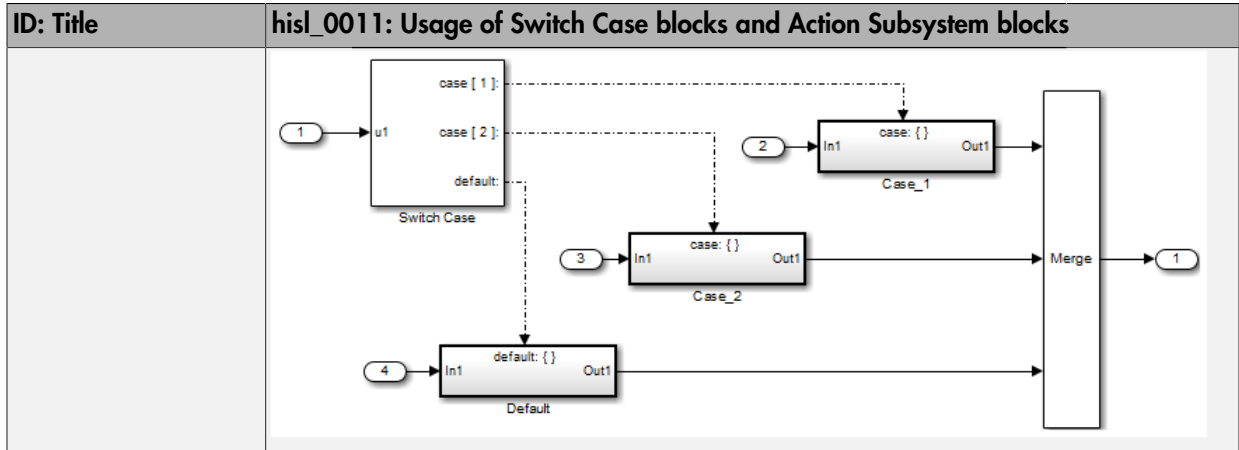 ID: Title hisl_0011: Usage of Switch Case blocks and Action Subsystem blocks
case [ 1 ]:
1 u1 case [ 2 ]:
default:
Switch Case
case: { }
2 In1 Out1
Case_1
case: { }
3 In1 Out1
Case_2
Merge 1
default: { }
4 In1 Out1
Default